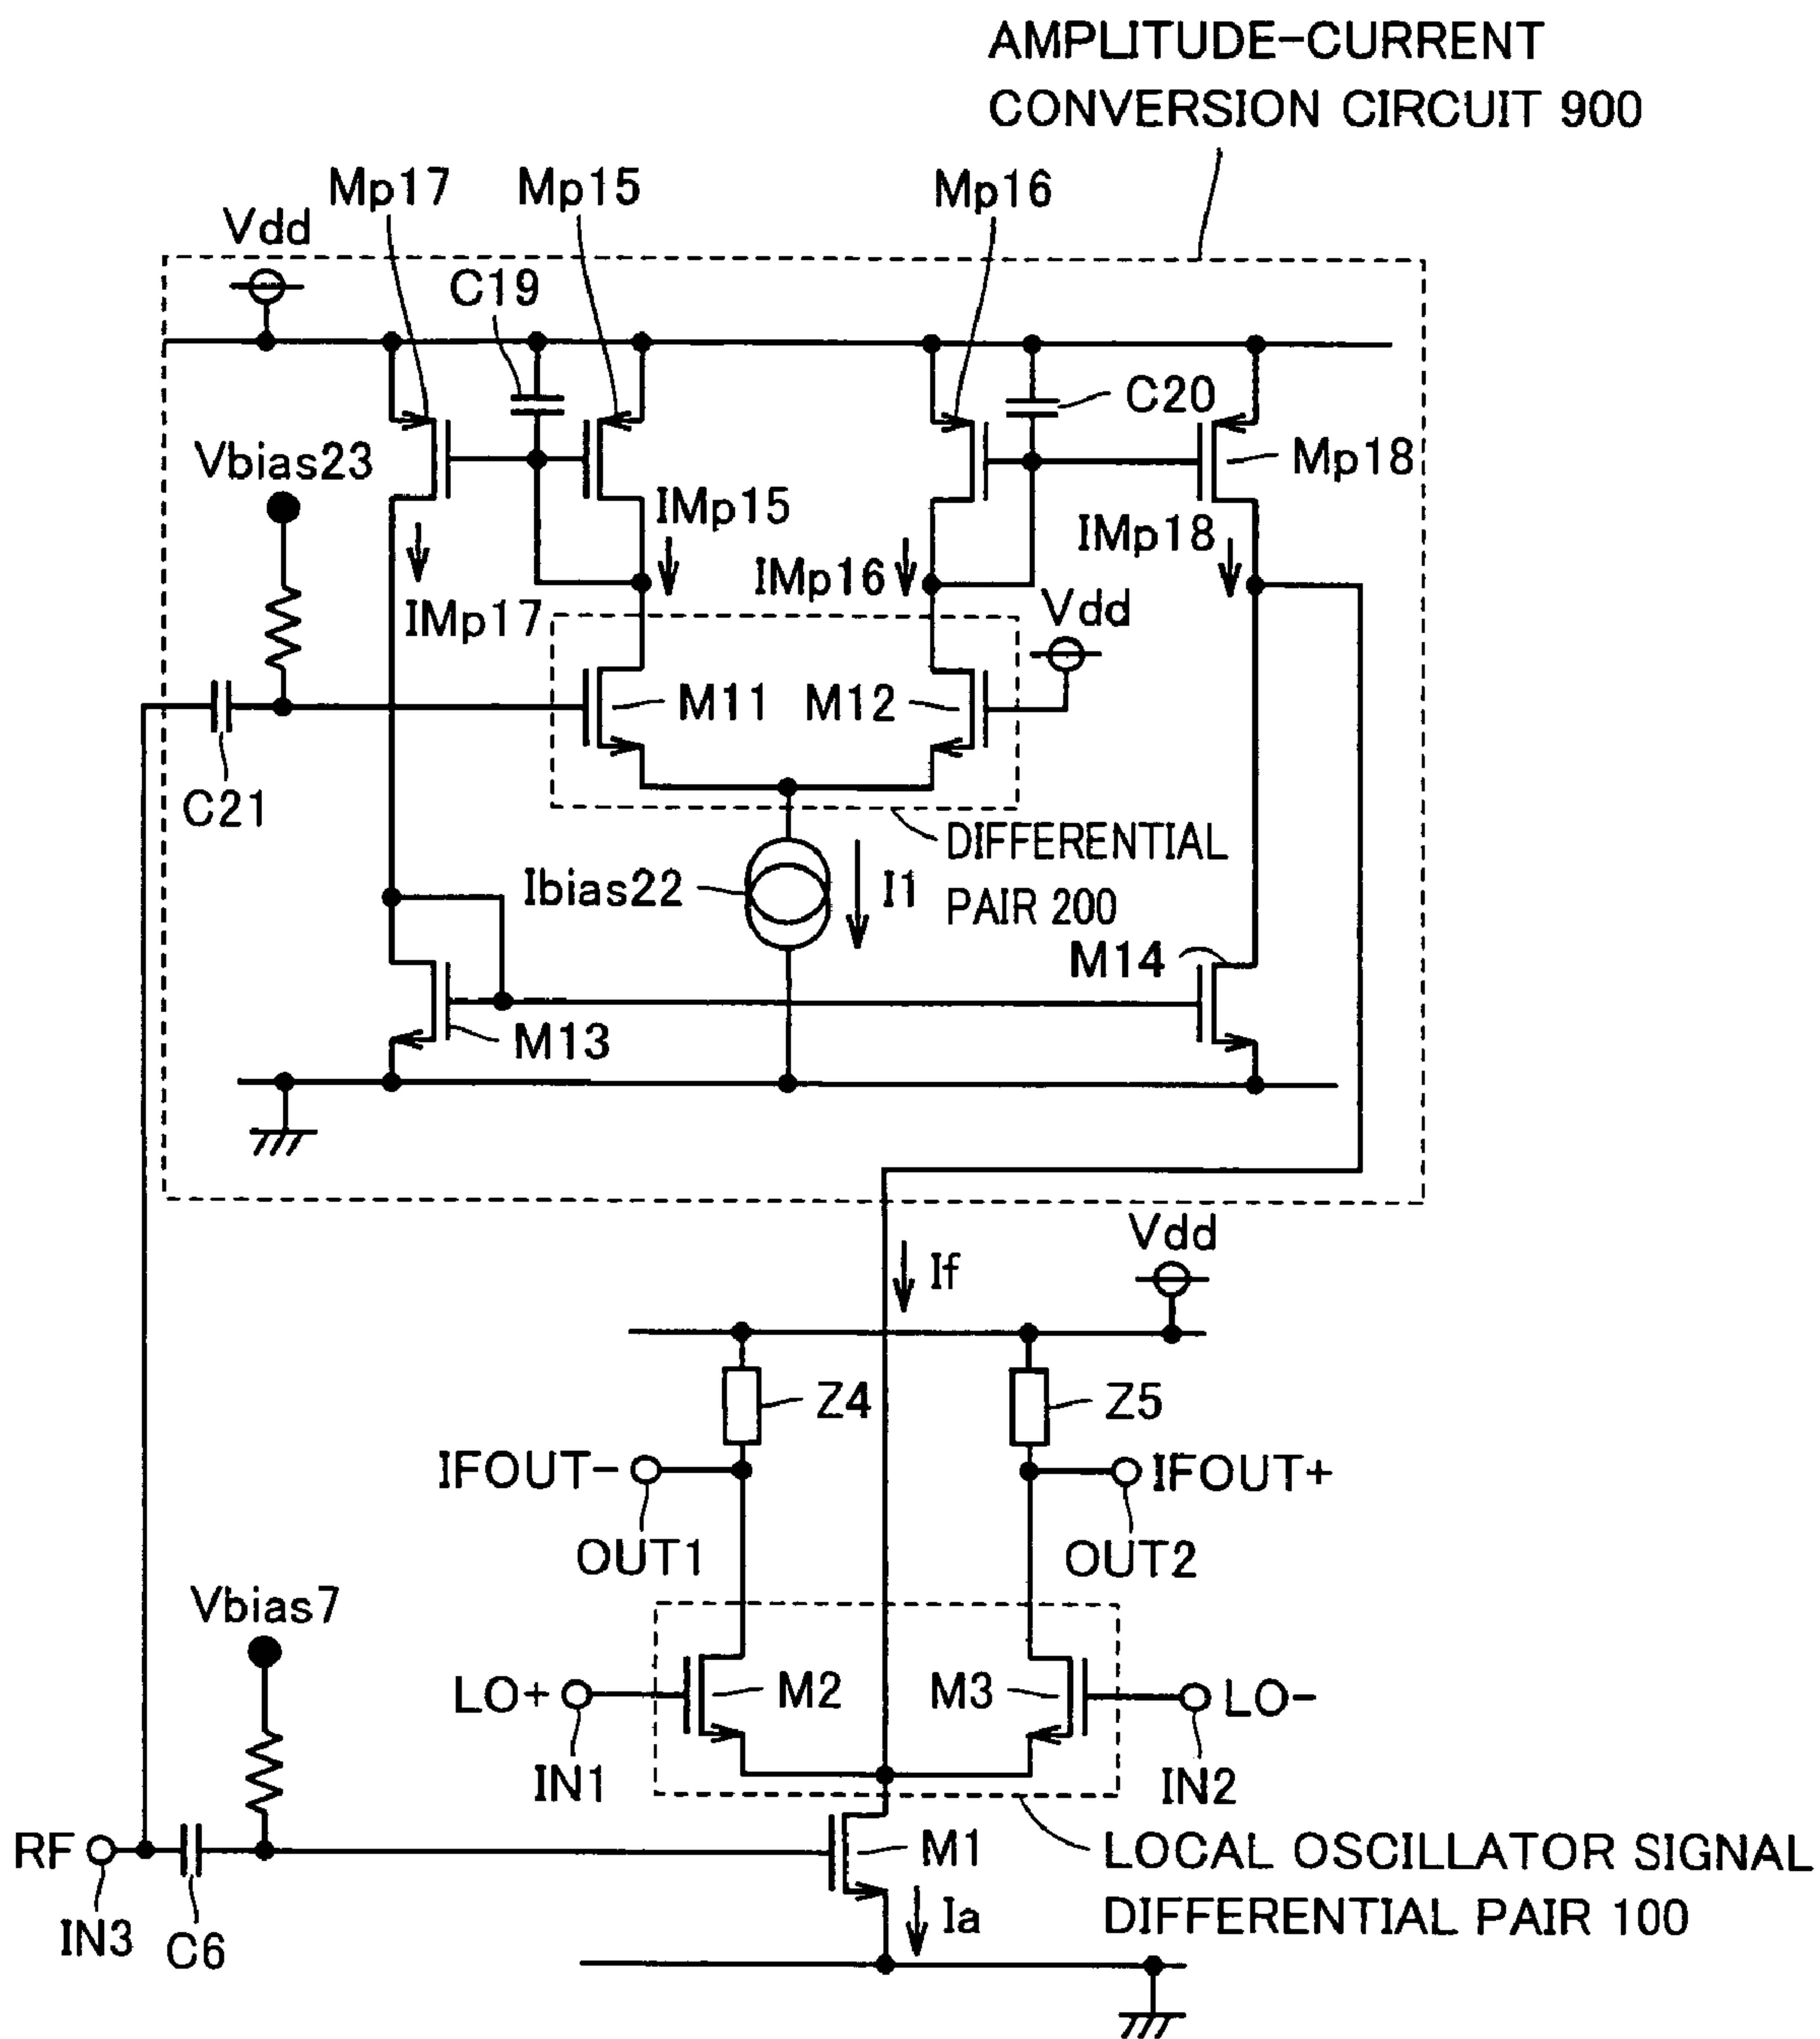 AMPLITUDE-CURRENT
CONVERSION CIRCUIT 900
Mp17
Mp15
Mp16
Vdd
C19
C20
Vbias23
Mp18
IMp15
IMp18
IMp16
IMp17
Vdd
M11
M12
C21
DIFFERENTIAL
PAIR 200
Ibias22
I1
M14
M13
Vdd
If
Z4
Z5
IFOUT-
IFOUT+
OUT1
OUT2
Vbias7
LO+
M2
M3
LO-
IN1
IN2
RF
M1
LOCAL OSCILLATOR SIGNAL
DIFFERENTIAL PAIR 100
Ia
IN3
C6